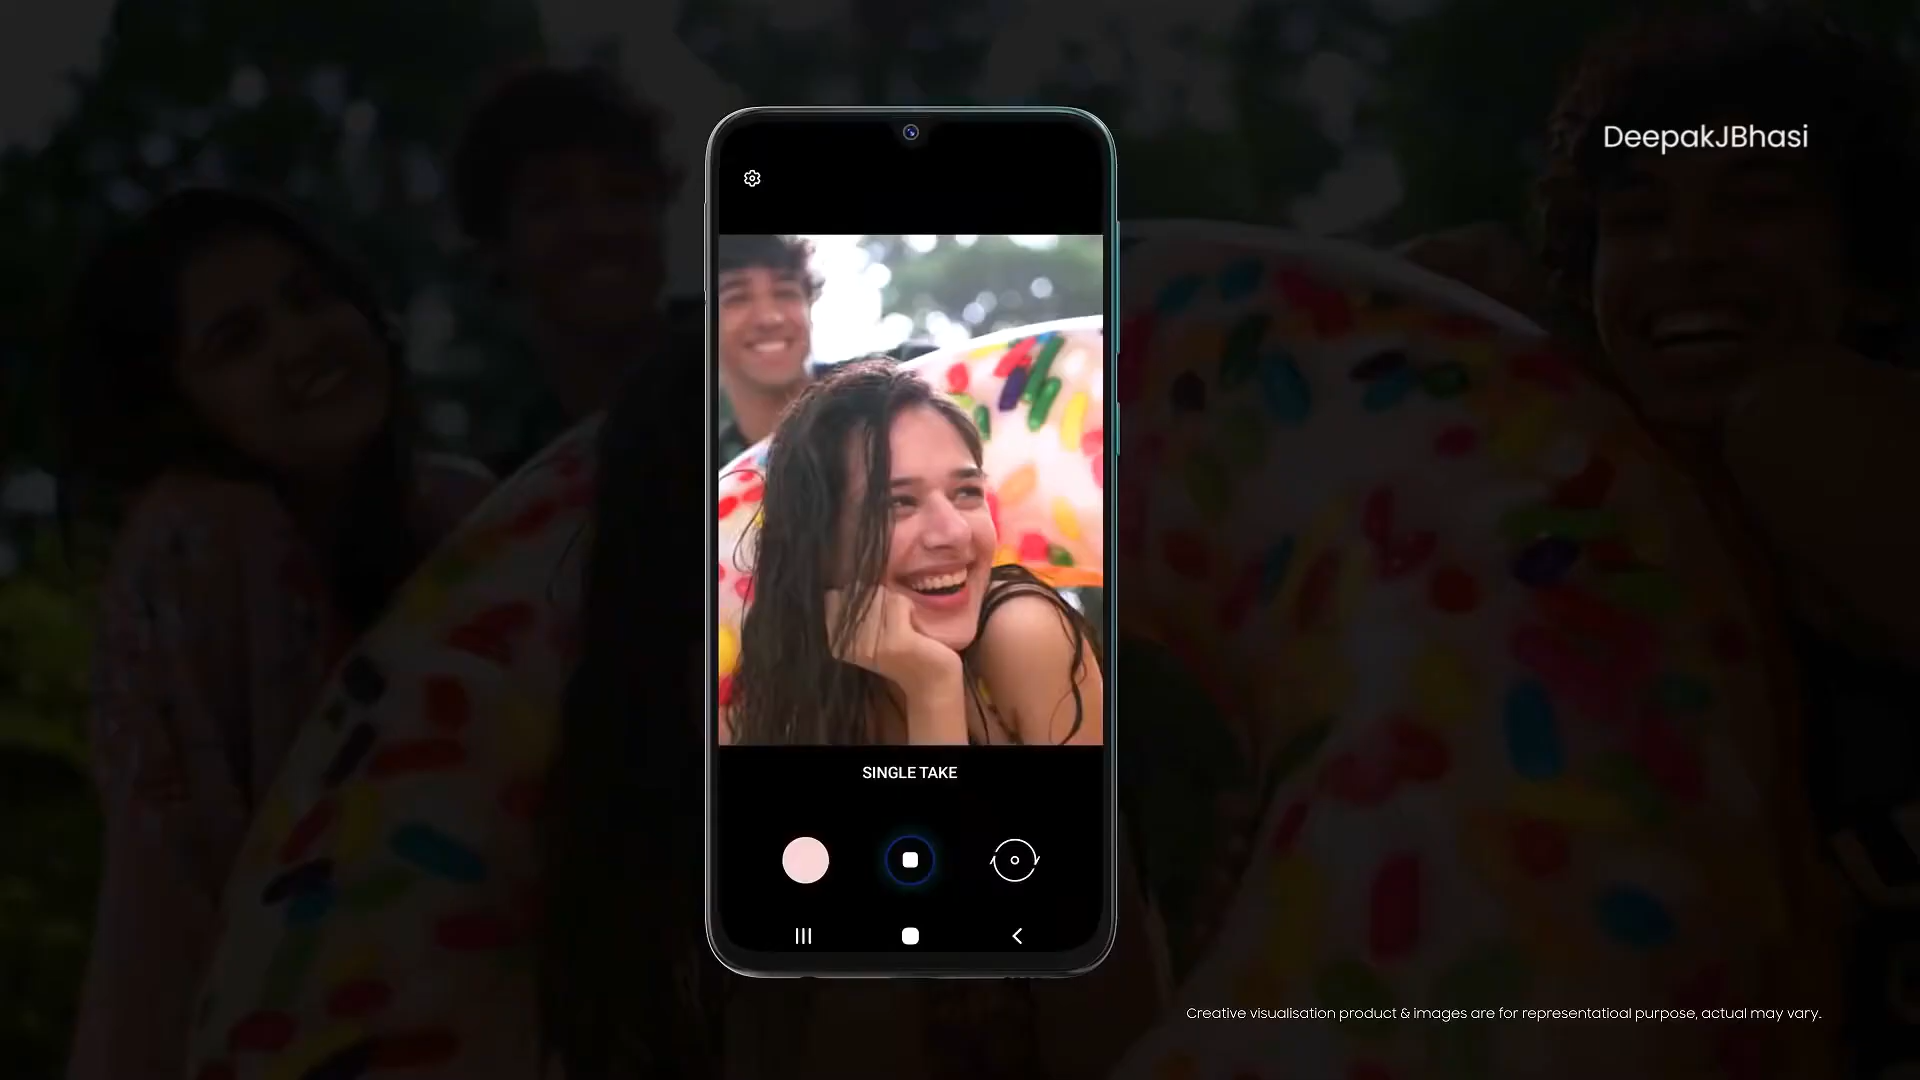 DeepakJBhasi
SINGLE TAKE
Creative visualisation product & images are for representatioal purpose, actual may vary.